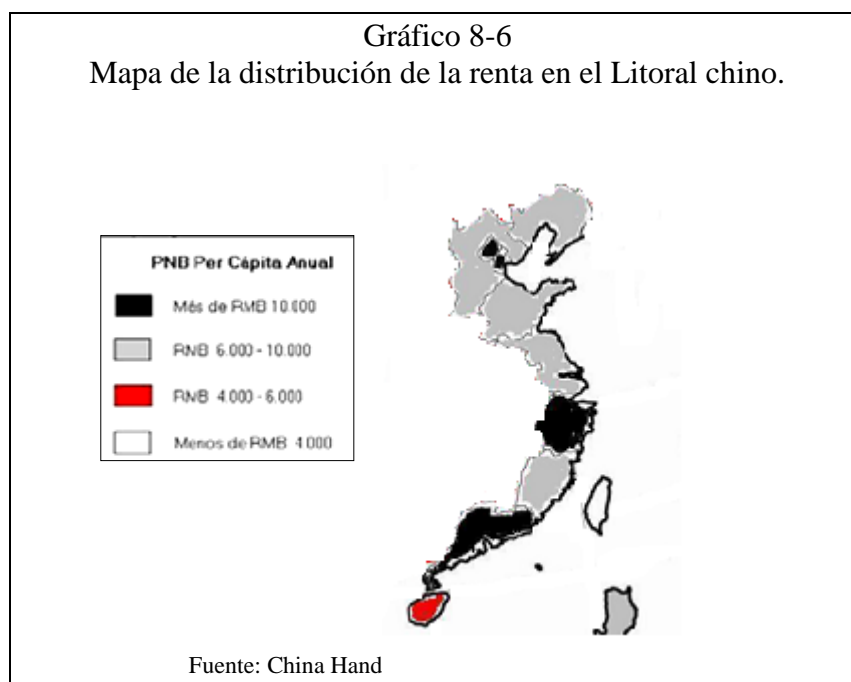 Gráfico 8-6
Mapa de la distribución de la renta en el Litoral chino.
PNB Per Cápita Anual
Més de RMB 10.000
RMB 6.000 - 10.000
RMB 4.000 - 6.000
Menos de RMB 4.000
Fuente: China Hand